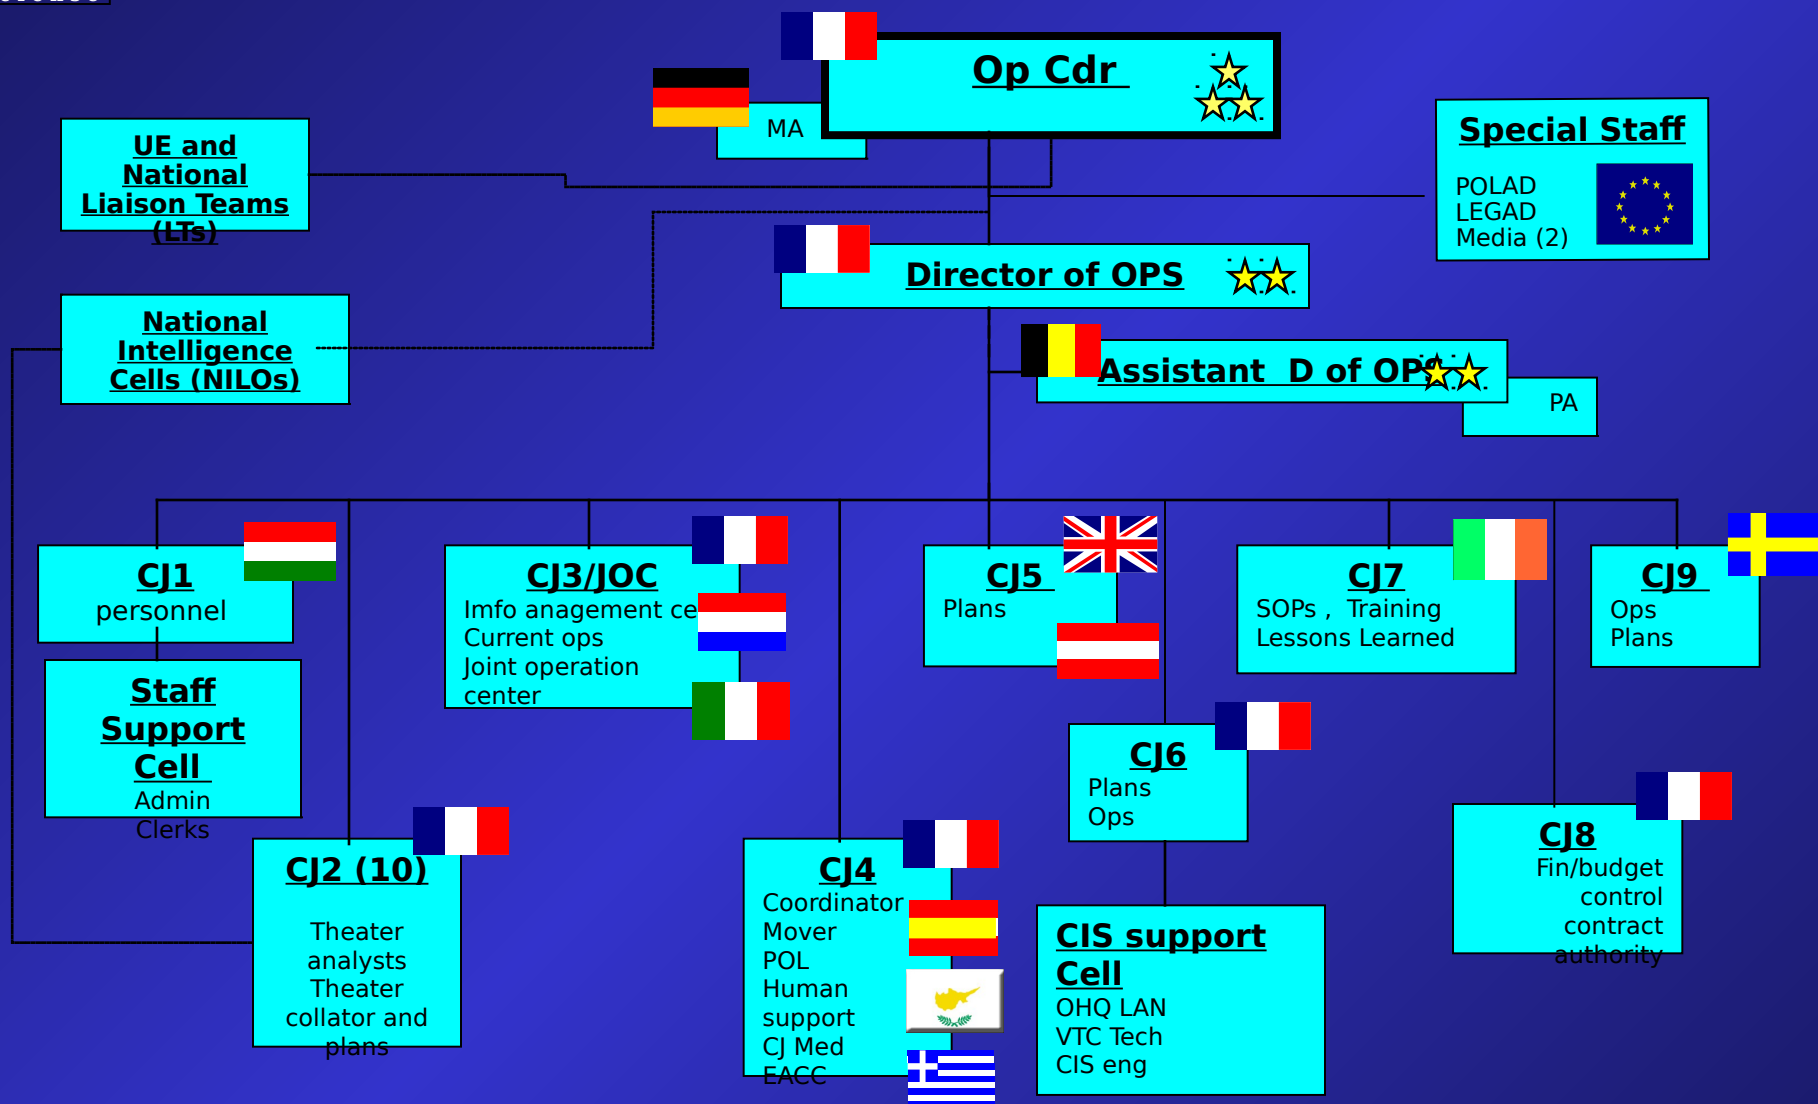 Op Cdr
MA
UE and
National
Liaison Teams
(LTs)
Special Staff
POLAD
LEGAD
Media (2)
Director of OPS
National
Intelligence
Cells (NILOs)
Assistant D of OPS
PA
CJ1
personnel
CJ3/JOC
Imfo anagement ce
Current ops
Joint operation
center
CJ5
Plans
CJ7
SOPs , Training
Lessons Learned
CJ9
Ops
Plans
Staff
Support
Cell
Admin
Clerks
CJ6
Plans
Ops
CJ2 (10)
Theater
analysts
Theater
collator and
plans
CJ4
Coordinator
Mover
POL
Human
support
CJ Med
EACC
CJ8
Fin/budget
control
contract
authority
CIS support
Cell
OHQ LAN
VTC Tech
CIS eng